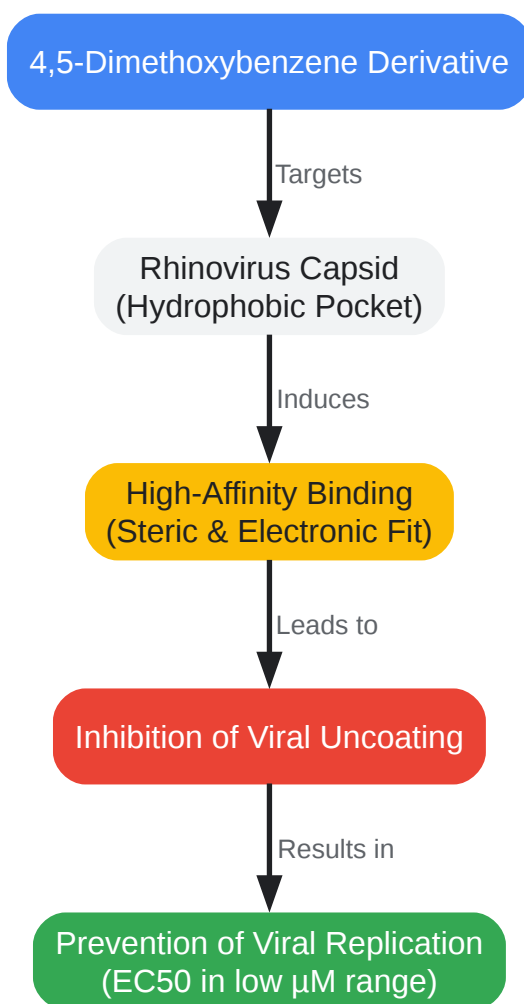 4,5-Dimethoxybenzene Derivative
Targets
Rhinovirus Capsid
(Hydrophobic Pocket)
Induces
High-Affinity Binding
(Steric & Electronic Fit)
Leads to
Inhibition of Viral Uncoating
Results in
Prevention of Viral Replication
(EC50 in low µM range)